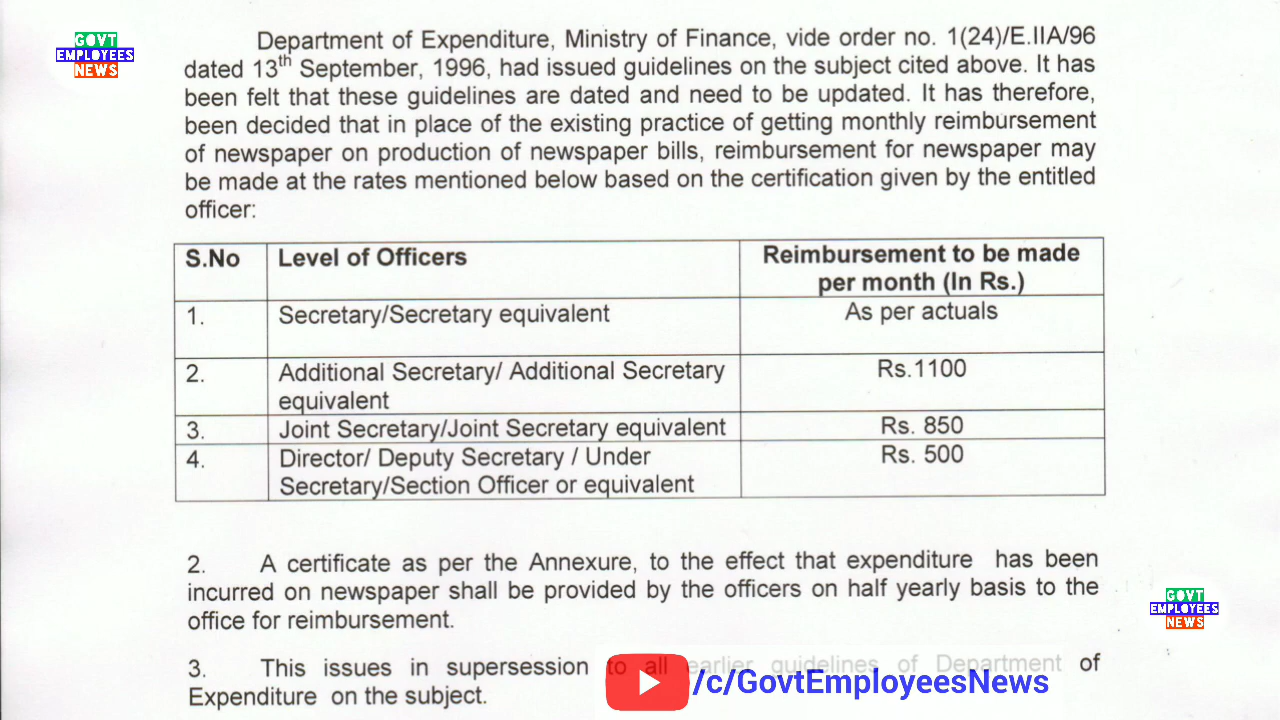 GOVT
EMPLOYEES
NEWS
Department of Expenditure, Ministry of Finance, vide order no. 1(24)/E.IIA/96
dated 13th September, 1996, had issued guidelines on the subject cited above. It has
been felt that these guidelines are dated and need to be updated. It has therefore,
been decided that in place of the existing practice of getting monthly reimbursement
of newspaper on production of newspaper bills, reimbursement for newspaper may
be made at the rates mentioned below based on the certification given by the entitled
officer:
S.No Level of Officers Reimbursement to be made
per month (In Rs.)
1. Secretary/Secretary equivalent As per actuals
2. Additional Secretary/ Additional Secretary Rs.1100
equivalent
3. Joint Secretary/Joint Secretary equivalent Rs. 850
4. Director/ Deputy Secretary / Under Rs. 500
Secretary/Section Officer or equivalent
2. A certificate as per the Annexure, to the effect that expenditure has been
incurred on newspaper shall be provided by the officers on half yearly basis to the
office for reimbursement.
GOVT
EMPLOYEES
NEWS
3. This issues in supersession to all earlier guidelines of Department of
Expenditure on the subject.
/c/GovtEmployeesNews